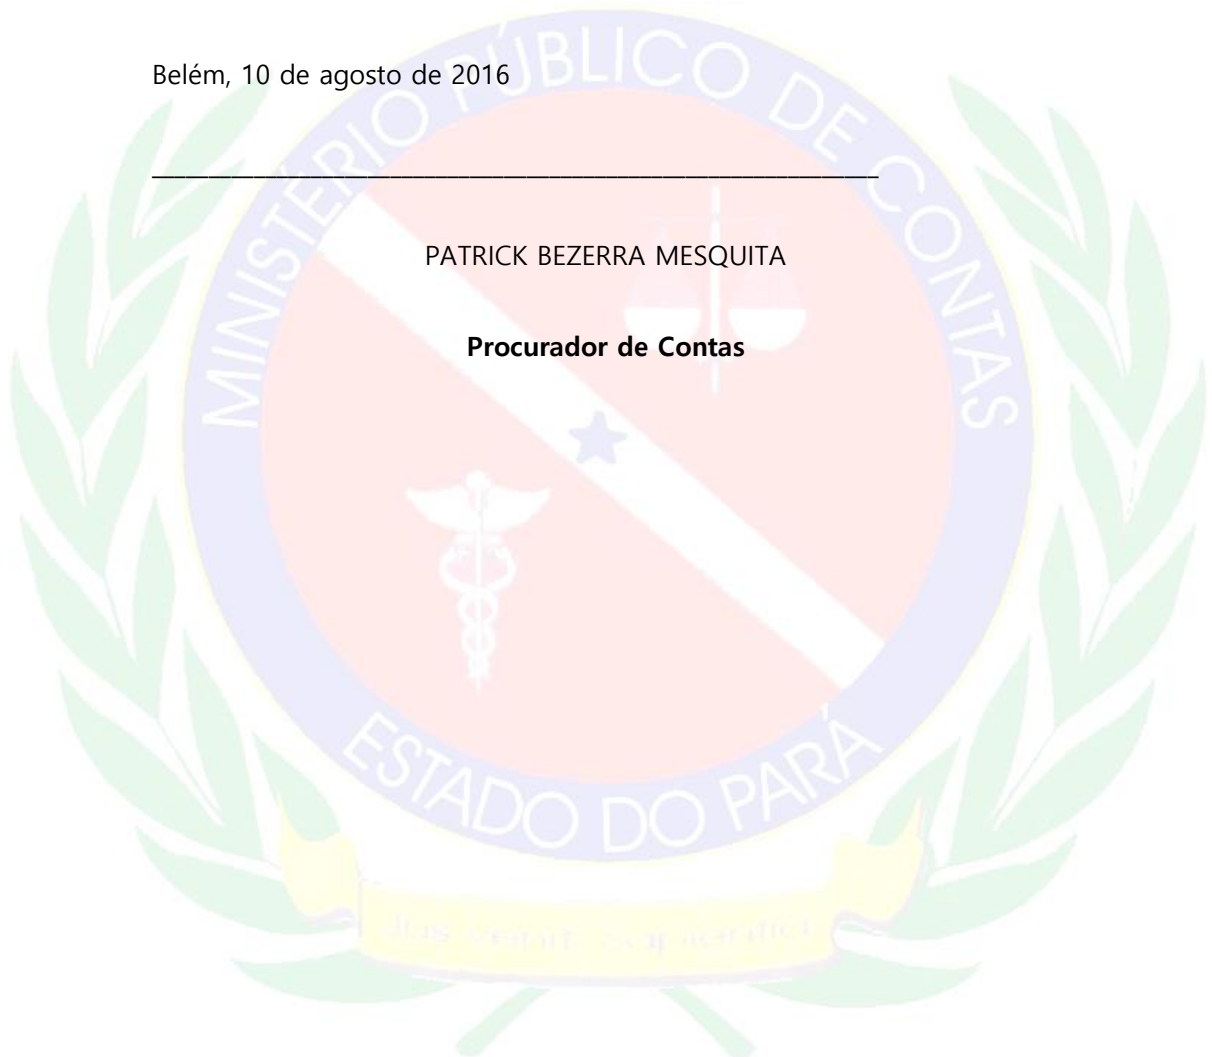 Belém, 10 de agosto de 2016
PATRICK BEZERRA MESQUITA
Procurador de Contas
MINISTÉRIO PÚBLICO DE CONTAS
ESTADO DO PARÁ